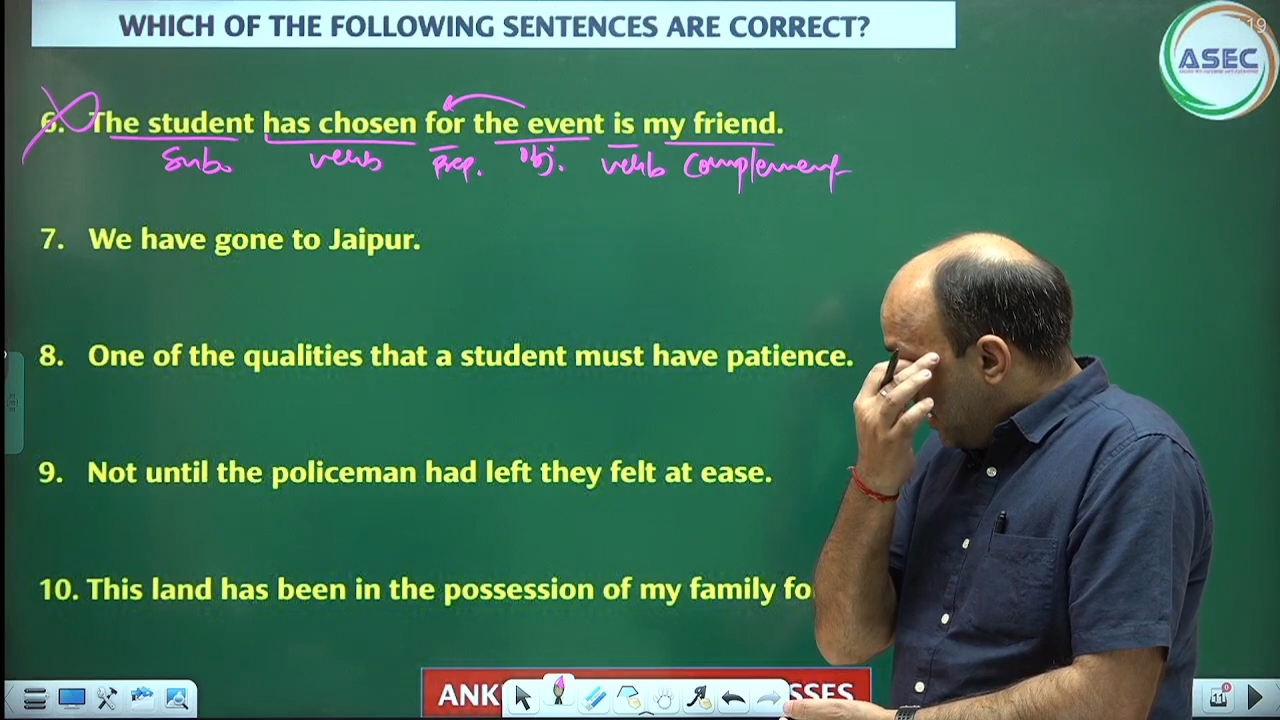 WHICH OF THE FOLLOWING SENTENCES ARE CORRECT?
19
ASEC
6. The student has chosen for the event is my friend.
Sub. verb Prep. Obj. verb Complement
7. We have gone to Jaipur.
8. One of the qualities that a student must have patience.
9. Not until the policeman had left they felt at ease.
10. This land has been in the possession of my family fo
ANK SSES
11